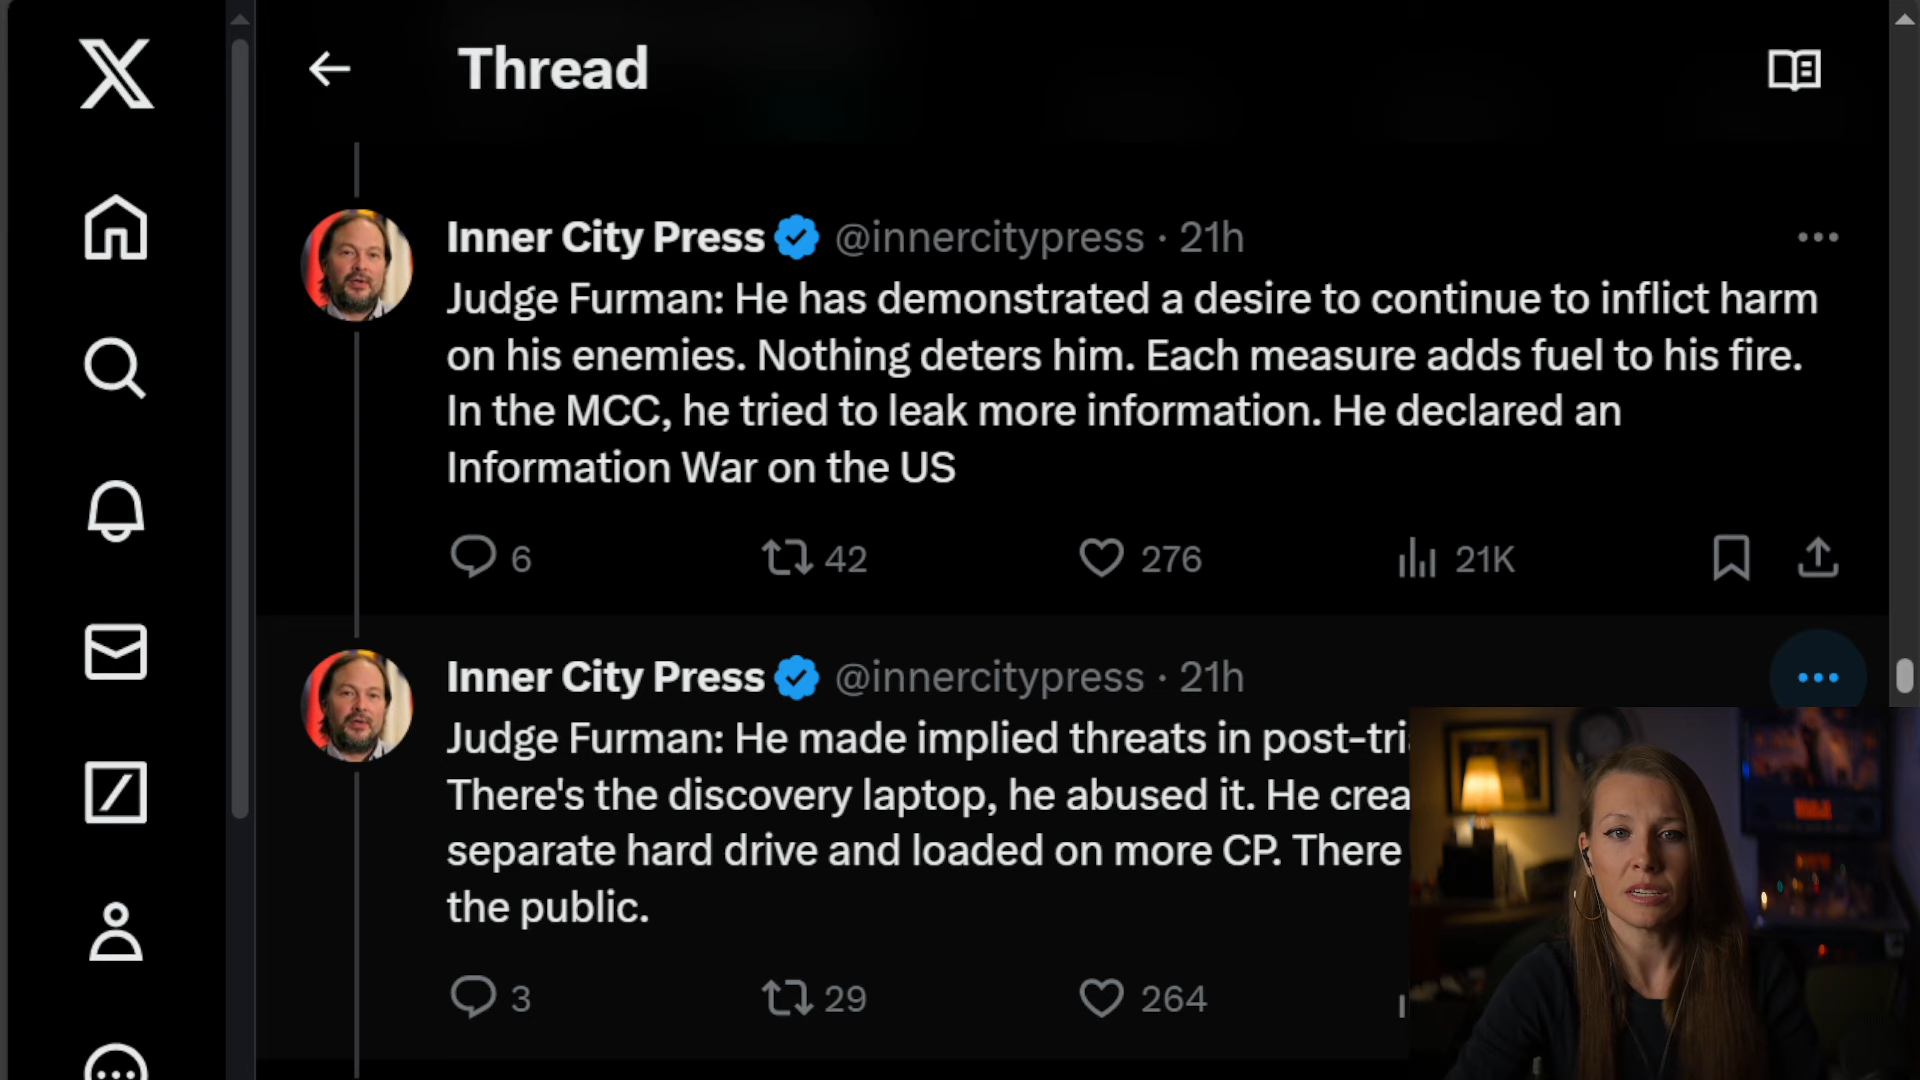 Thread
Inner City Press @innercitypress · 21h
Judge Furman: He has demonstrated a desire to continue to inflict harm
on his enemies. Nothing deters him. Each measure adds fuel to his fire.
In the MCC, he tried to leak more information. He declared an
Information War on the US
6 42 276 21K
Inner City Press @innercitypress · 21h
Judge Furman: He made implied threats in post-tri
There's the discovery laptop, he abused it. He crea
separate hard drive and loaded on more CP. There
the public.
3 29 264